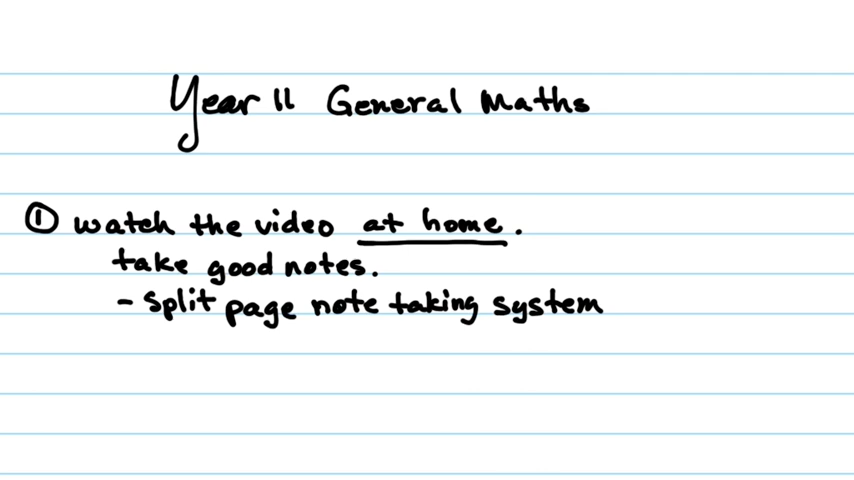 Year 11 General Maths
① watch the video at home.
take good notes.
- split page note taking system